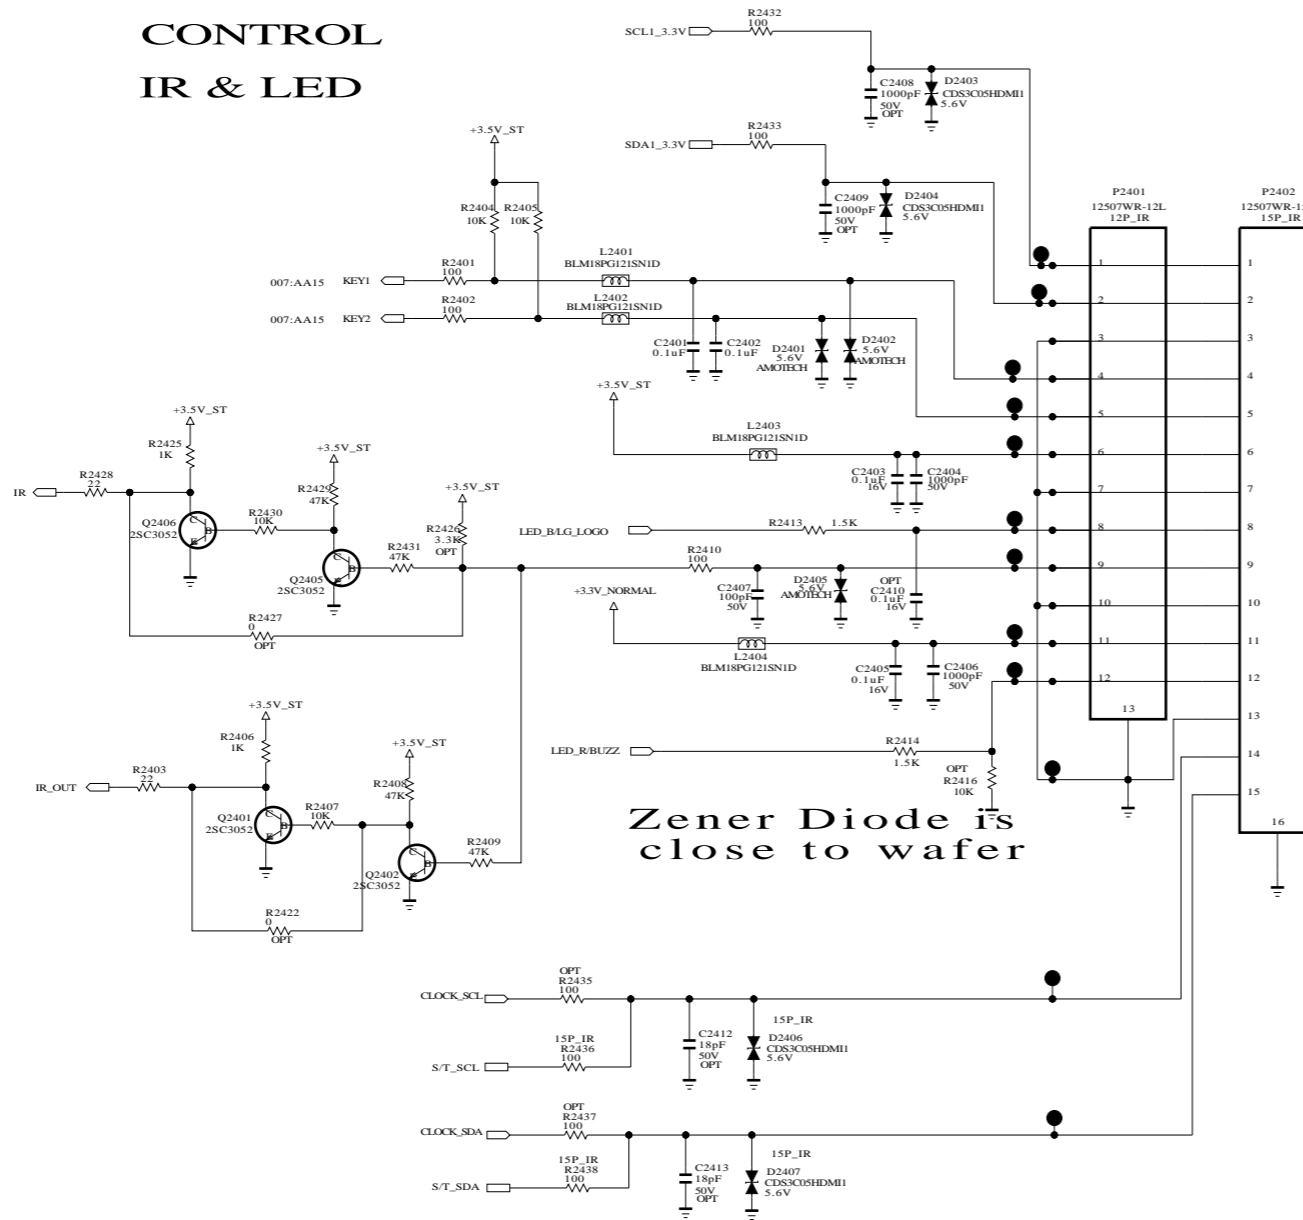 CONTROL
IR & LED
SCL1_3.3V
R2432
100
C2408
1000pF
50V
OPT
D2403
CDS3C05HDMI1
5.6V
SDA1_3.3V
R2433
100
C2409
1000pF
50V
OPT
D2404
CDS3C05HDMI1
5.6V
+3.5V_ST
R2404
10K
R2405
10K
007:AA15
KEY1
R2401
100
L2401
BLM18PG121SN1D
007:AA15
KEY2
R2402
100
L2402
BLM18PG121SN1D
C2401
0.1uF
C2402
0.1uF
D2401
5.6V
AMOTECH
D2402
5.6V
AMOTECH
P2401
12507WR-12L
12P_IR
1
2
3
4
5
6
7
8
9
10
11
12
13
P2402
12507WR-15
15P_IR
1
2
3
4
5
6
7
8
9
10
11
12
13
14
15
16
+3.5V_ST
L2403
BLM18PG121SN1D
C2403
0.1uF
16V
C2404
1000pF
50V
+3.5V_ST
R2425
1K
IR
R2428
22
Q2406
2SC3052
C
B
E
R2430
10K
+3.5V_ST
R2429
47K
Q2405
2SC3052
C
B
E
R2431
47K
+3.5V_ST
R2426
3.3K
OPT
R2427
0
OPT
LED_B/LG_LOGO
R2413
1.5K
R2410
100
C2407
100pF
50V
D2405
5.6V
AMOTECH
OPT
C2410
0.1uF
16V
+3.3V_NORMAL
L2404
BLM18PG121SN1D
C2405
0.1uF
16V
C2406
1000pF
50V
LED_R/BUZZ
R2414
1.5K
OPT
R2416
10K
+3.5V_ST
R2406
1K
IR_OUT
R2403
22
Q2401
2SC3052
C
B
E
R2407
10K
+3.5V_ST
R2408
47K
Q2402
2SC3052
C
B
E
R2409
47K
R2422
0
OPT
Zener Diode is
close to wafer
CLOCK_SCL
OPT
R2435
100
S/T_SCL
15P_IR
R2436
100
C2412
18pF
50V
OPT
15P_IR
D2406
CDS3C05HDMI1
5.6V
CLOCK_SDA
OPT
R2437
100
S/T_SDA
15P_IR
R2438
100
C2413
18pF
50V
OPT
15P_IR
D2407
CDS3C05HDMI1
5.6V